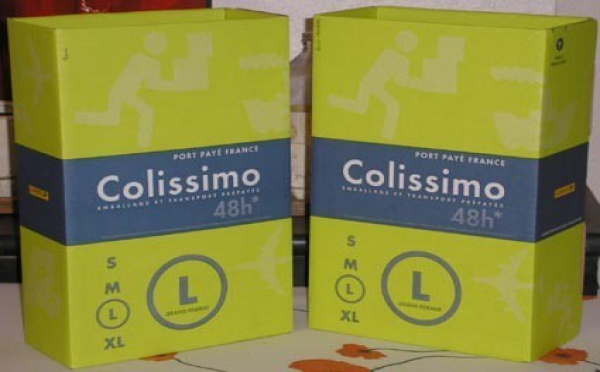 PORT PAYÉ FRANCE
Colissimo
EMBALLAGE ET TRANSPORT PRÉPAYÉS
48h*
S
M
L
XL
L
GRAND FORMAT
PORT PAYÉ FRANCE
Colissimo
EMBALLAGE ET TRANSPORT PRÉPAYÉS
48h*
S
M
L
XL
L
GRAND FORMAT